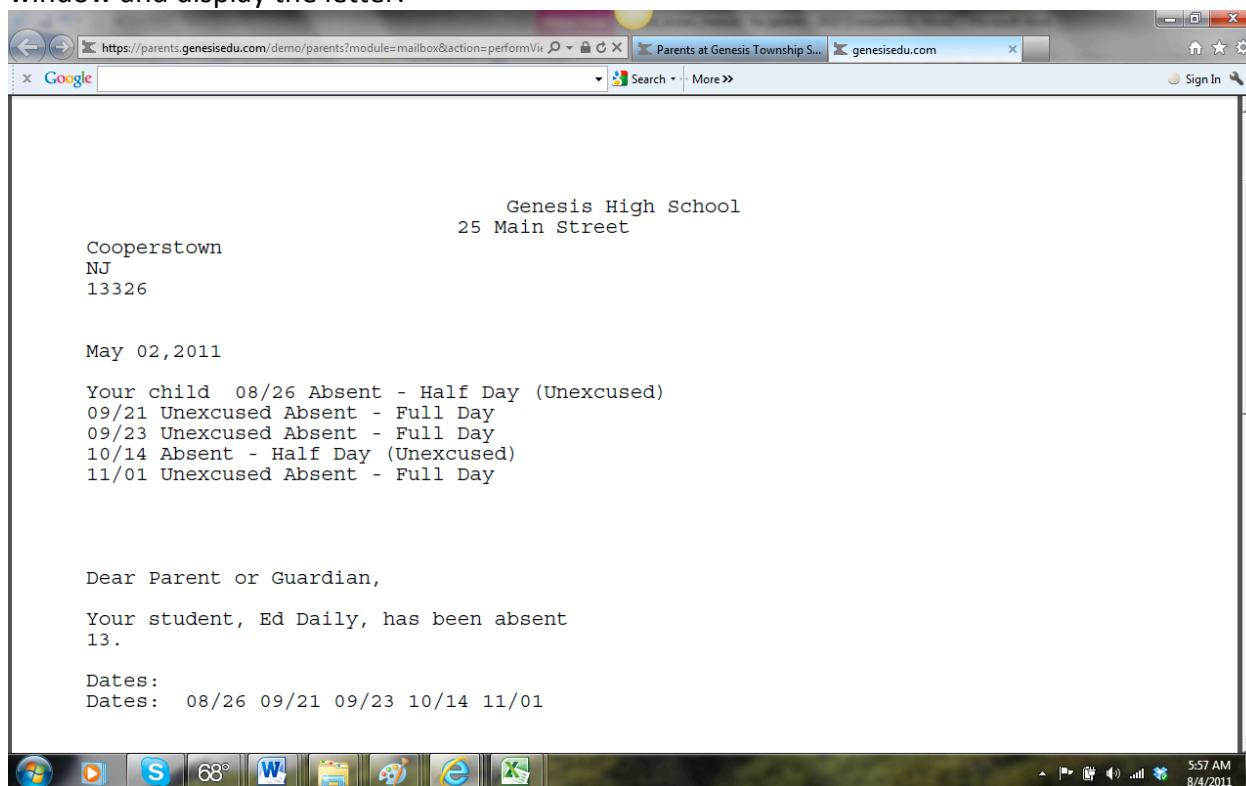 window and display the letter.
https://parents.genesisedu.com/demo/parents?module=mailbox&action=performVie
Parents at Genesis Township S...
genesisedu.com
x Google
Search
More >>
Sign In
Genesis High School
25 Main Street
Cooperstown
NJ
13326
May 02,2011
Your child 08/26 Absent - Half Day (Unexcused)
09/21 Unexcused Absent - Full Day
09/23 Unexcused Absent - Full Day
10/14 Absent - Half Day (Unexcused)
11/01 Unexcused Absent - Full Day
Dear Parent or Guardian,
Your student, Ed Daily, has been absent
13.
Dates:
Dates: 08/26 09/21 09/23 10/14 11/01
68°
5:57 AM
8/4/2011